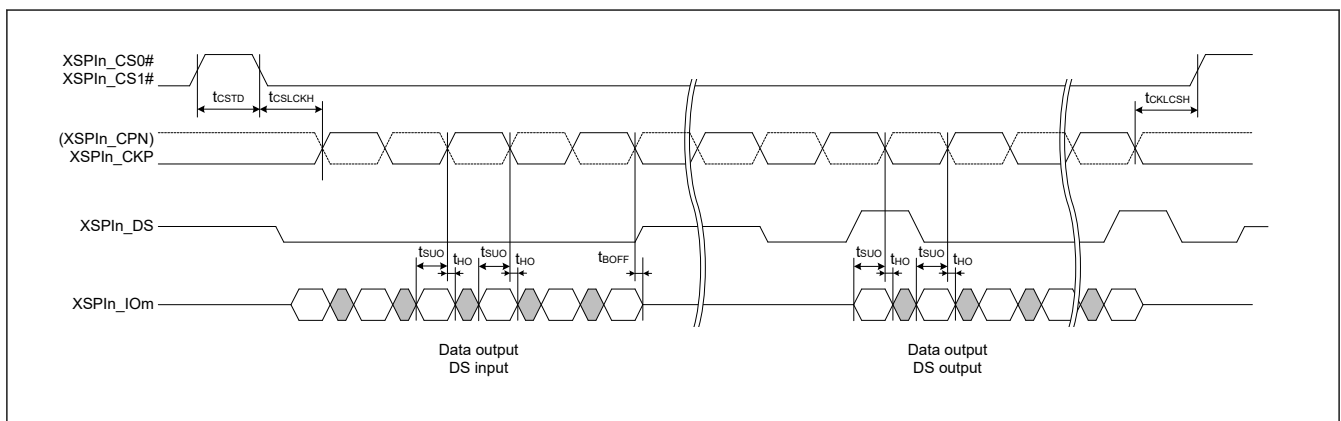 XSPIn_CS0#
XSPIn_CS1#
tCSTD
tCSLCKH
tCKLCSH
(XSPIn_CPN)
XSPIn_CKP
XSPIn_DS
tSUO
tHO
tSUO
tHO
tBOFF
tSUO
tHO
tSUO
tHO
XSPIn_IOm
Data output
DS input
Data output
DS output